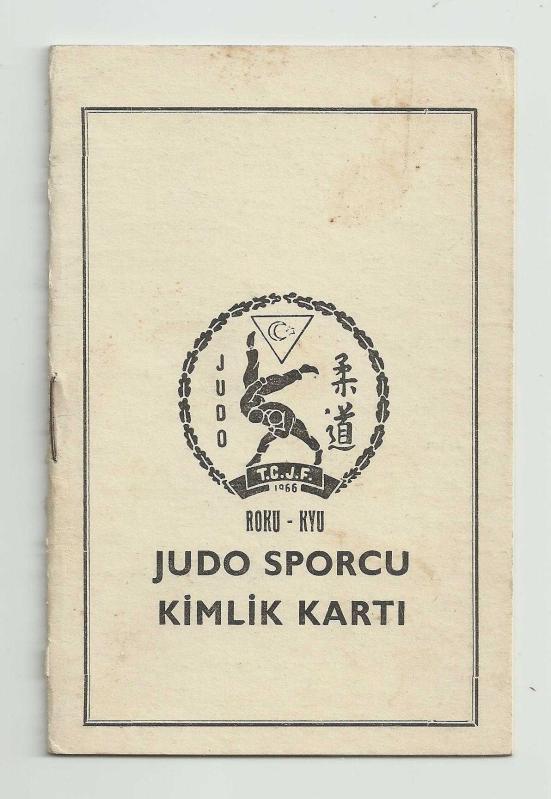 JUDO
柔道
T.C.J.F.
1966
ROKU - KYU
JUDO SPORCU
KİMLİK KARTI